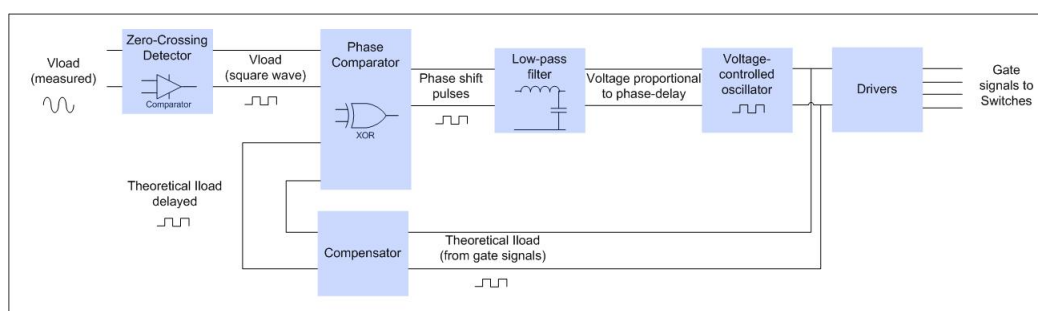 Vload
(measured)
Zero-Crossing
Detector
Comparator
Vload
(square wave)
Phase
Comparator
XOR
Phase shift
pulses
Low-pass
filter
Voltage proportional
to phase-delay
Voltage-
controlled
oscillator
Drivers
Gate
signals to
Switches
Theoretical Iload
delayed
Compensator
Theoretical Iload
(from gate signals)